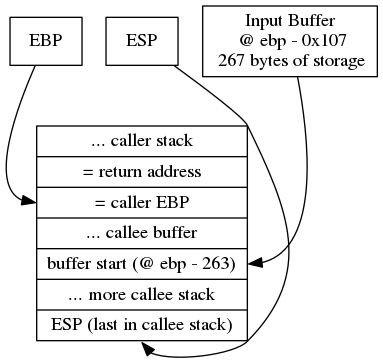 EBP
ESP
Input Buffer
@ ebp - 0x107
267 bytes of storage
... caller stack
= return address
= caller EBP
... callee buffer
buffer start (@ ebp - 263)
... more callee stack
ESP (last in callee stack)